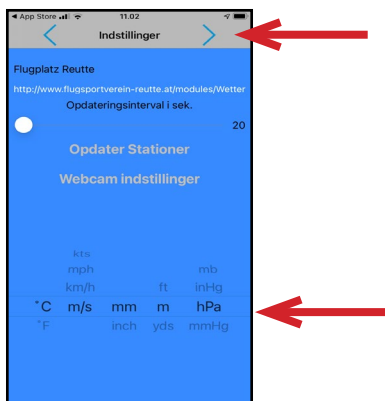 App Store 11.02
Indstillinger
Flugplatz Reutte
http://www.flugsportverein-reutte.at/modules/Wetter
Opdateringsinterval i sek.
20
Opdater Stationer
Webcam indstillinger
kts
mph mb
km/h ft inHg
°C m/s mm m hPa
°F inch yds mmHg